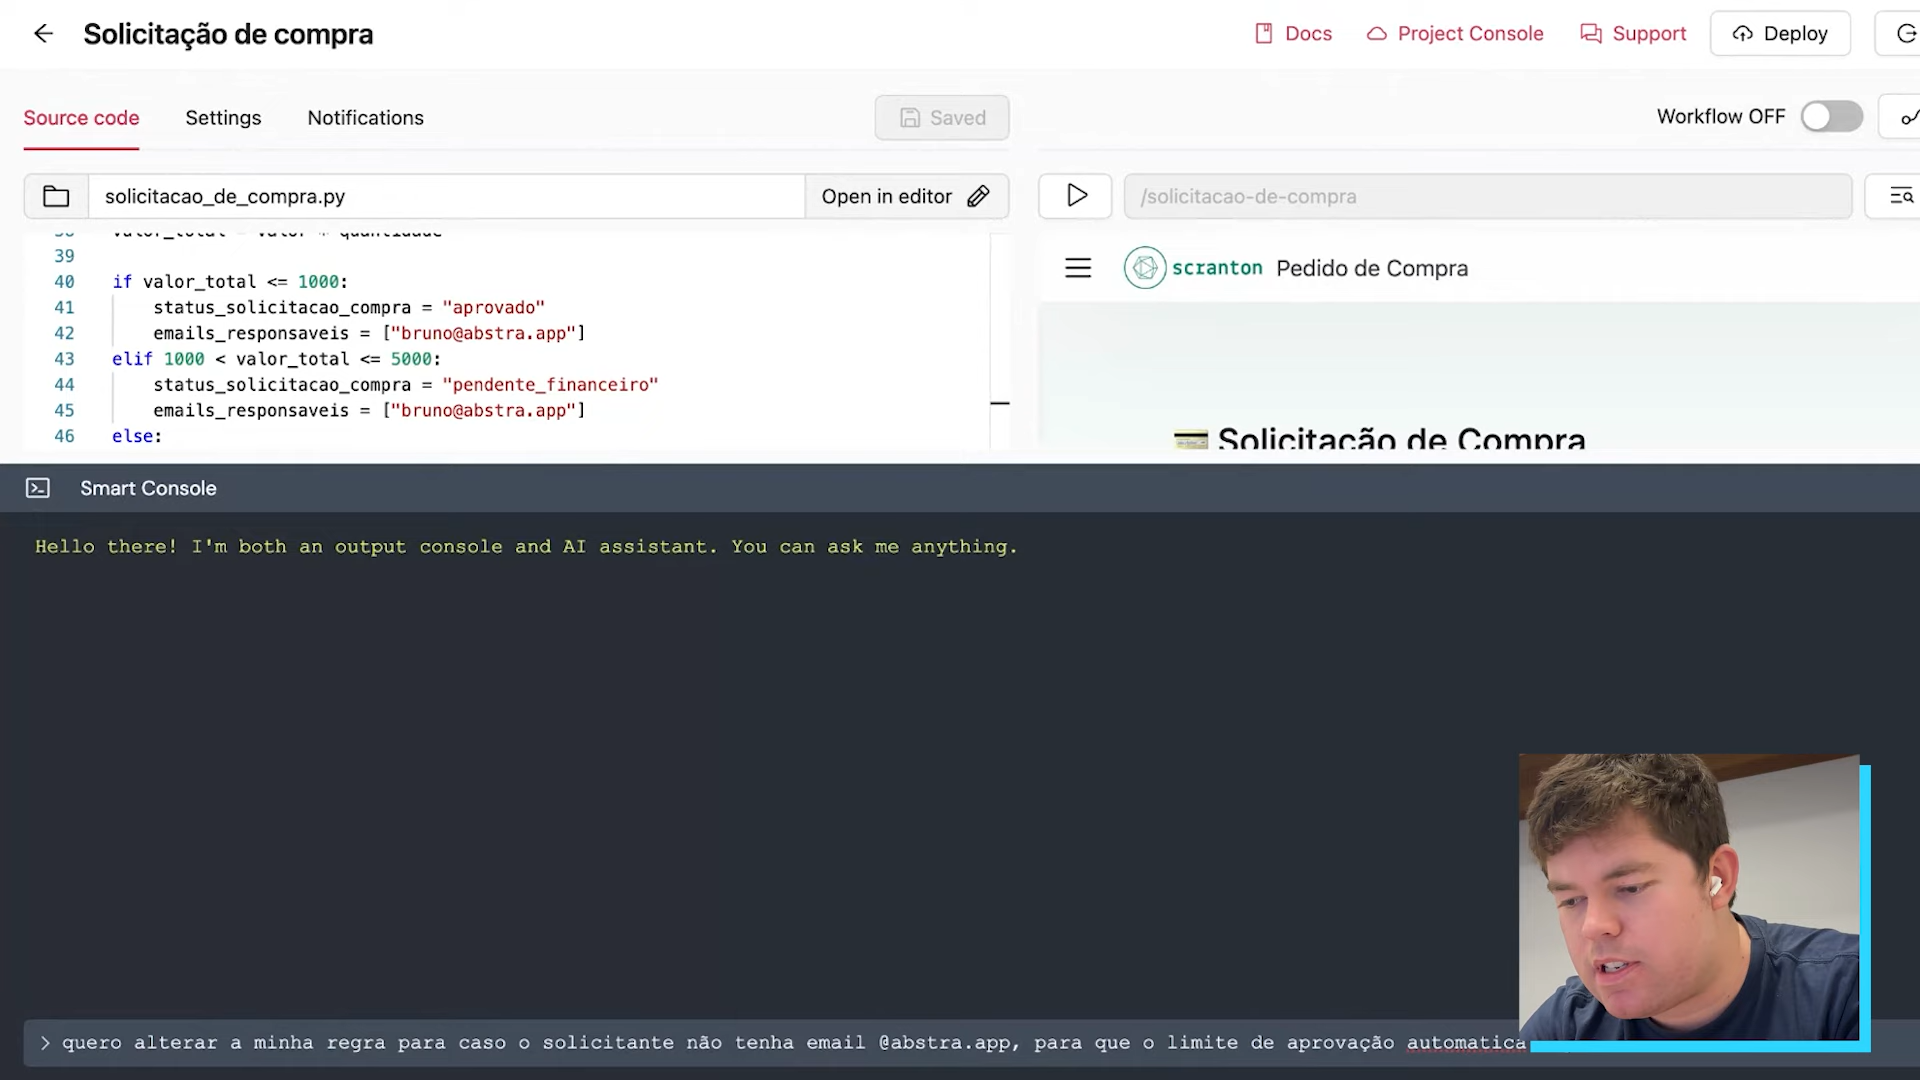 Solicitação de compra
Docs
Project Console
Support
Deploy
Source code
Settings
Notifications
Saved
Workflow OFF
solicitacao_de_compra.py
Open in editor
/solicitacao-de-compra
38 valor_total = valor * quantidade
39
40 if valor_total <= 1000:
41 status_solicitacao_compra = "aprovado"
42 emails_responsaveis = ["bruno@abstra.app"]
43 elif 1000 < valor_total <= 5000:
44 status_solicitacao_compra = "pendente_financeiro"
45 emails_responsaveis = ["bruno@abstra.app"]
46 else:
scranton Pedido de Compra
Solicitação de Compra
Smart Console
Hello there! I'm both an output console and AI assistant. You can ask me anything.
> quero alterar a minha regra para caso o solicitante não tenha email @abstra.app, para que o limite de aprovação automatica